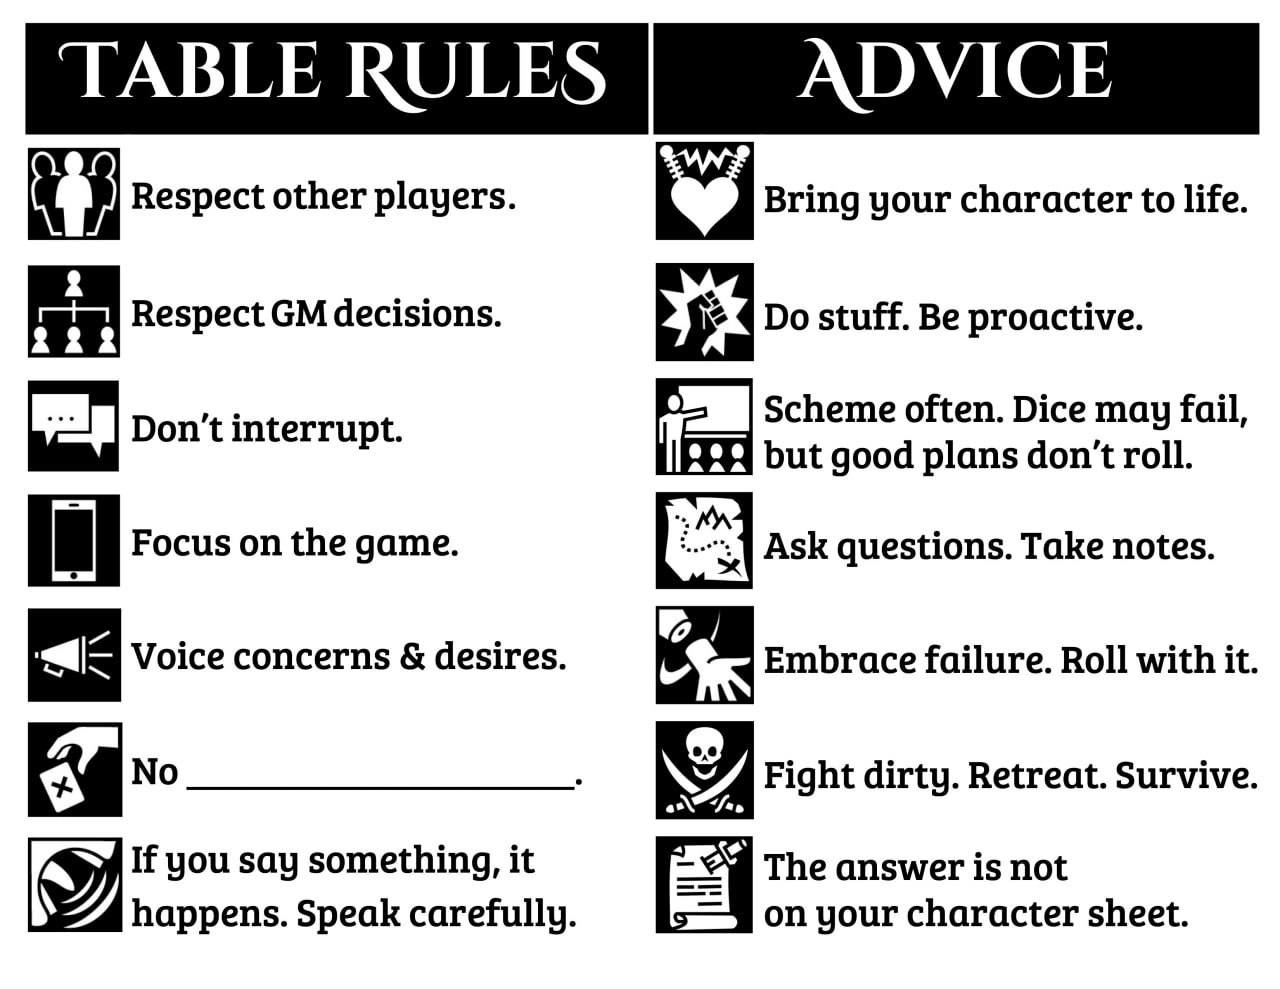 TABLE RULES
Respect other players.
Respect GM decisions.
Don’t interrupt.
Focus on the game.
Voice concerns & desires.
No ____________________.
If you say something, it
happens. Speak carefully.
ADVICE
Bring your character to life.
Do stuff. Be proactive.
Scheme often. Dice may fail,
but good plans don’t roll.
Ask questions. Take notes.
Embrace failure. Roll with it.
Fight dirty. Retreat. Survive.
The answer is not
on your character sheet.